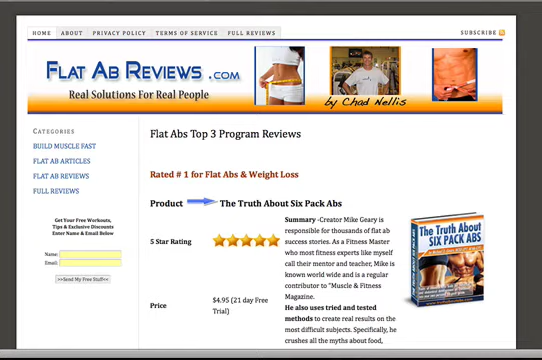 HOME
ABOUT
PRIVACY POLICY
TERMS OF SERVICE
FULL REVIEWS
SUBSCRIBE
FLAT AB REVIEWS .COM
Real Solutions For Real People
by Chad Nellis
CATEGORIES
BUILD MUSCLE FAST
FLAT AB ARTICLES
FLAT AB REVIEWS
FULL REVIEWS
Get Your Free Workouts,
Tips & Exclusive Discounts
Enter Name & Email Below
Name:
Email:
>>Send My Free Stuff<<
Flat Abs Top 3 Program Reviews
Rated # 1 for Flat Abs & Weight Loss
Product
The Truth About Six Pack Abs
5 Star Rating
Summary -Creator Mike Geary is
responsible for thousands of flat ab
success stories. As a Fitness Master
who most fitness experts like myself
call their mentor and teacher, Mike is
known world wide and is a regular
contributor to "Muscle & Fitness
Magazine.
He also uses tried and tested
methods to create real results on the
most difficult subjects. Specifically, he
crushes all the myths about food,
Price
$4.95 (21 day Free
Trial)
The Truth About
SIX PACK ABS